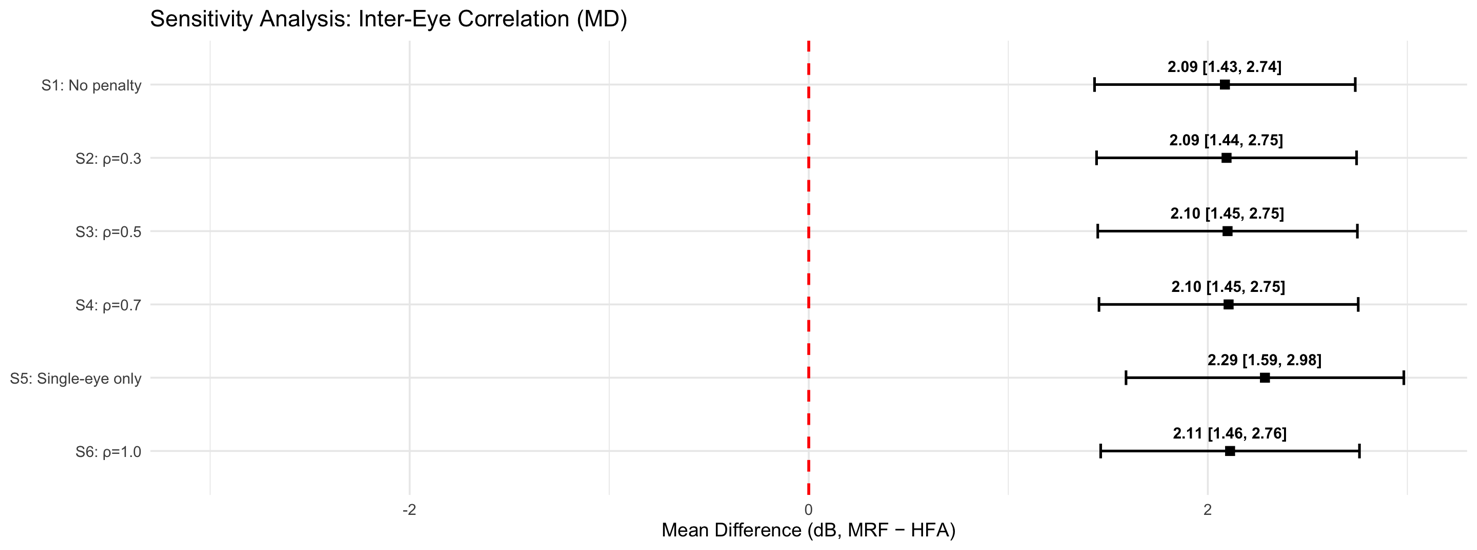 Sensitivity Analysis: Inter-Eye Correlation (MD)
S1: No penalty
2.09 [1.43, 2.74]
S2: ρ=0.3
2.09 [1.44, 2.75]
S3: ρ=0.5
2.10 [1.45, 2.75]
S4: ρ=0.7
2.10 [1.45, 2.75]
S5: Single-eye only
2.29 [1.59, 2.98]
S6: ρ=1.0
2.11 [1.46, 2.76]
-2 0 2
Mean Difference (dB, MRF − HFA)